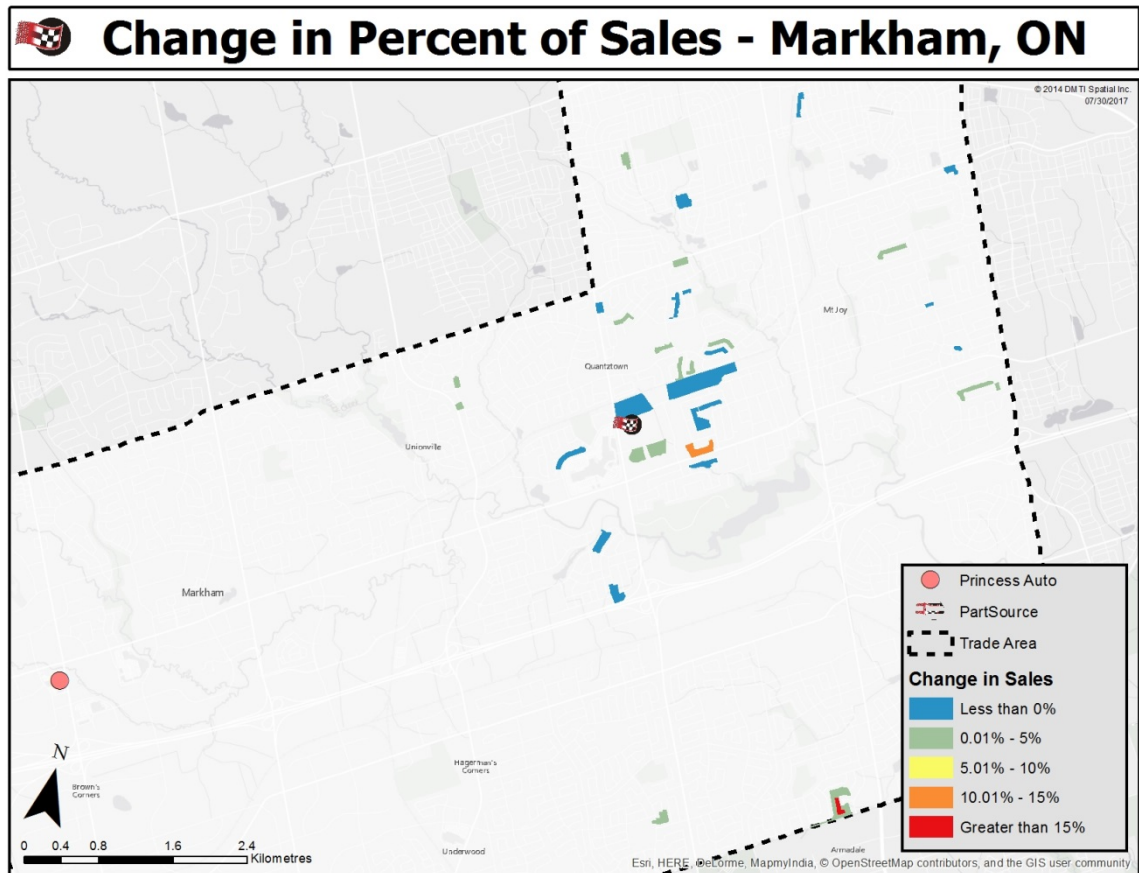 Change in Percent of Sales - Markham, ON
© 2014 DMTI Spatial Inc.
07/30/2017
Mt Joy
Quantztown
Unionville
Markham
Hagerman's
Corners
Brown's
Corners
Underwood
Armadale
N
0 0.4 0.8 1.6 2.4
Kilometres
Princess Auto
PartSource
Trade Area
Change in Sales
Less than 0%
0.01% - 5%
5.01% - 10%
10.01% - 15%
Greater than 15%
Esri, HERE, DeLorme, MapmyIndia, © OpenStreetMap contributors, and the GIS user community